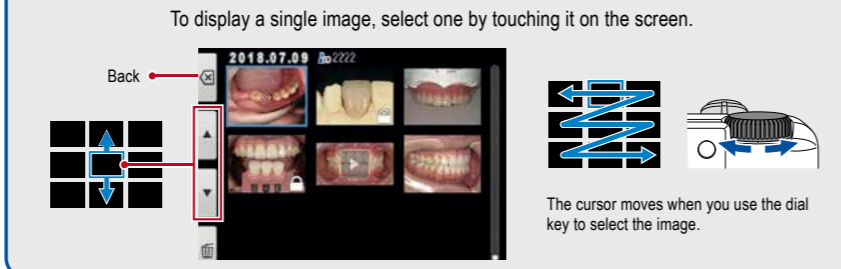 To display a single image, select one by touching it on the screen.
Back
2018.07.09 2222
The cursor moves when you use the dial
key to select the image.